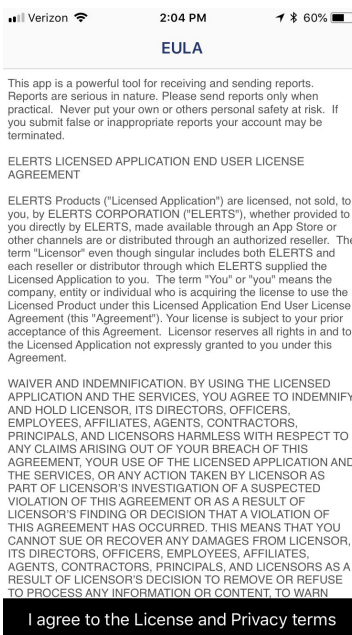 Verizon 2:04 PM 60%
EULA
This app is a powerful tool for receiving and sending reports.
Reports are serious in nature. Please send reports only when
practical. Never put your own or others personal safety at risk. If
you submit false or inappropriate reports your account may be
terminated.
ELERTS LICENSED APPLICATION END USER LICENSE
AGREEMENT
ELERTS Products ("Licensed Application") are licensed, not sold, to
you, by ELERTS CORPORATION ("ELERTS"), whether provided to
you directly by ELERTS, made available through an App Store or
other channels are or distributed through an authorized reseller. The
term "Licensor" even though singular includes both ELERTS and
each reseller or distributor through which ELERTS supplied the
Licensed Application to you. The term "You" or "you" means the
company, entity or individual who is acquiring the license to use the
Licensed Product under this Licensed Application End User License
Agreement (this "Agreement"). Your license is subject to your prior
acceptance of this Agreement. Licensor reserves all rights in and to
the Licensed Application not expressly granted to you under this
Agreement.
WAIVER AND INDEMNIFICATION. BY USING THE LICENSED
APPLICATION AND THE SERVICES, YOU AGREE TO INDEMNIFY
AND HOLD LICENSOR, ITS DIRECTORS, OFFICERS,
EMPLOYEES, AFFILIATES, AGENTS, CONTRACTORS,
PRINCIPALS, AND LICENSORS HARMLESS WITH RESPECT TO
ANY CLAIMS ARISING OUT OF YOUR BREACH OF THIS
AGREEMENT, YOUR USE OF THE LICENSED APPLICATION AND
THE SERVICES, OR ANY ACTION TAKEN BY LICENSOR AS
PART OF LICENSOR'S INVESTIGATION OF A SUSPECTED
VIOLATION OF THIS AGREEMENT OR AS A RESULT OF
LICENSOR'S FINDING OR DECISION THAT A VIOLATION OF
THIS AGREEMENT HAS OCCURRED. THIS MEANS THAT YOU
CANNOT SUE OR RECOVER ANY DAMAGES FROM LICENSOR,
ITS DIRECTORS, OFFICERS, EMPLOYEES, AFFILIATES,
AGENTS, CONTRACTORS, PRINCIPALS, AND LICENSORS AS A
RESULT OF LICENSOR'S DECISION TO REMOVE OR REFUSE
TO PROCESS ANY INFORMATION OR CONTENT, TO WARN
I agree to the License and Privacy terms